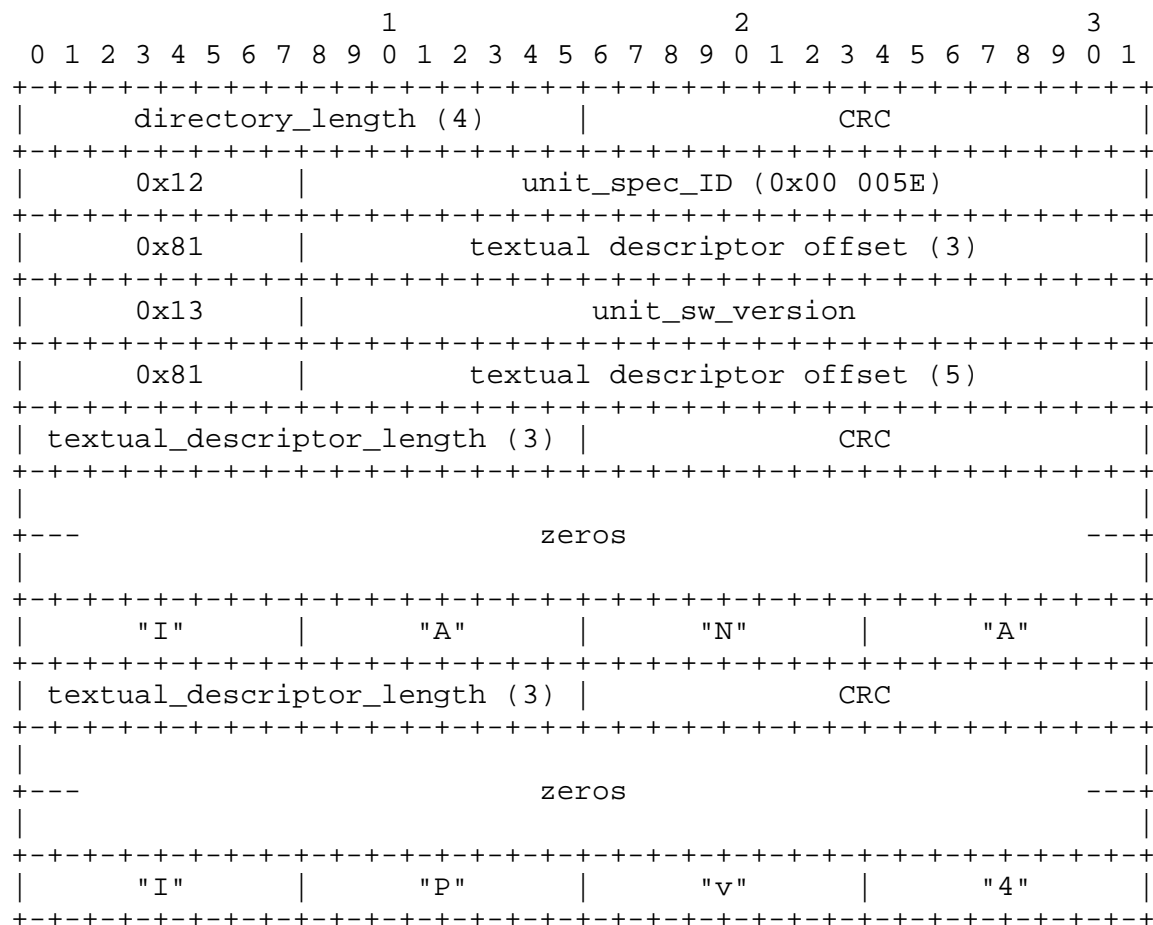 1                   2                   3
 0 1 2 3 4 5 6 7 8 9 0 1 2 3 4 5 6 7 8 9 0 1 2 3 4 5 6 7 8 9 0 1
+-+-+-+-+-+-+-+-+-+-+-+-+-+-+-+-+-+-+-+-+-+-+-+-+-+-+-+-+-+-+-+-+
|      directory_length (4)     |              CRC              |
+-+-+-+-+-+-+-+-+-+-+-+-+-+-+-+-+-+-+-+-+-+-+-+-+-+-+-+-+-+-+-+-+
|      0x12     |            unit_spec_ID (0x00 005E)           |
+-+-+-+-+-+-+-+-+-+-+-+-+-+-+-+-+-+-+-+-+-+-+-+-+-+-+-+-+-+-+-+-+
|      0x81     |         textual descriptor offset (3)         |
+-+-+-+-+-+-+-+-+-+-+-+-+-+-+-+-+-+-+-+-+-+-+-+-+-+-+-+-+-+-+-+-+
|      0x13     |                unit_sw_version                |
+-+-+-+-+-+-+-+-+-+-+-+-+-+-+-+-+-+-+-+-+-+-+-+-+-+-+-+-+-+-+-+-+
|      0x81     |         textual descriptor offset (5)         |
+-+-+-+-+-+-+-+-+-+-+-+-+-+-+-+-+-+-+-+-+-+-+-+-+-+-+-+-+-+-+-+-+
| textual_descriptor_length (3) |              CRC              |
+-+-+-+-+-+-+-+-+-+-+-+-+-+-+-+-+-+-+-+-+-+-+-+-+-+-+-+-+-+-+-+-+
|                                                               |
+---                          zeros                          ---+
|                                                               |
+-+-+-+-+-+-+-+-+-+-+-+-+-+-+-+-+-+-+-+-+-+-+-+-+-+-+-+-+-+-+-+-+
|      "I"      |      "A"      |      "N"      |      "A"      |
+-+-+-+-+-+-+-+-+-+-+-+-+-+-+-+-+-+-+-+-+-+-+-+-+-+-+-+-+-+-+-+-+
| textual_descriptor_length (3) |              CRC              |
+-+-+-+-+-+-+-+-+-+-+-+-+-+-+-+-+-+-+-+-+-+-+-+-+-+-+-+-+-+-+-+-+
|                                                               |
+---                          zeros                          ---+
|                                                               |
+-+-+-+-+-+-+-+-+-+-+-+-+-+-+-+-+-+-+-+-+-+-+-+-+-+-+-+-+-+-+-+-+
|      "I"      |      "P"      |      "v"      |      "4"      |
+-+-+-+-+-+-+-+-+-+-+-+-+-+-+-+-+-+-+-+-+-+-+-+-+-+-+-+-+-+-+-+-+